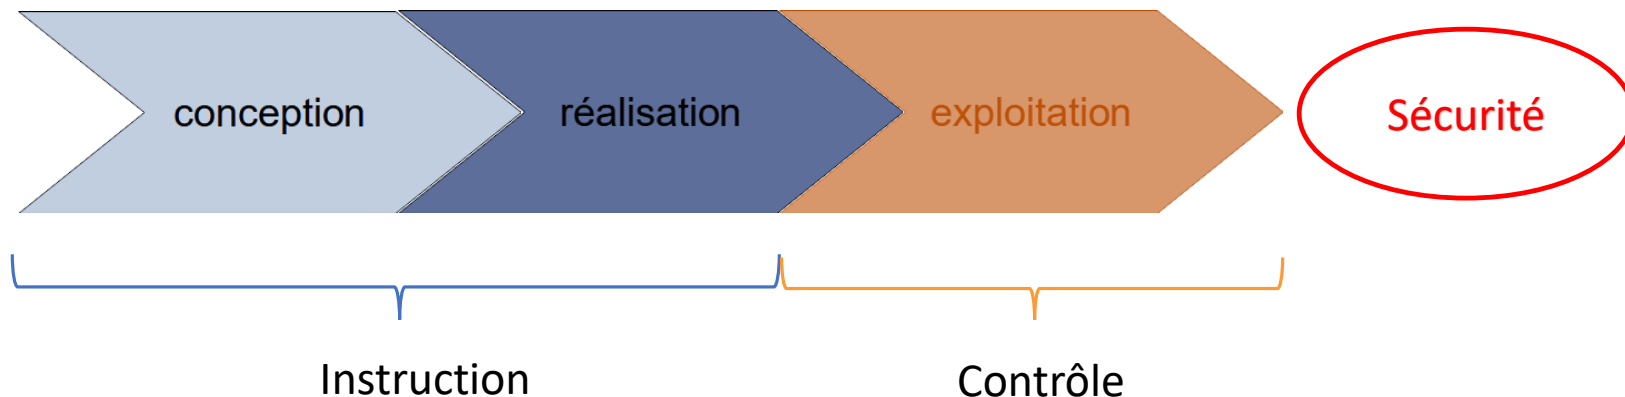 conception
réalisation
exploitation
Sécurité
Instruction
Contrôle